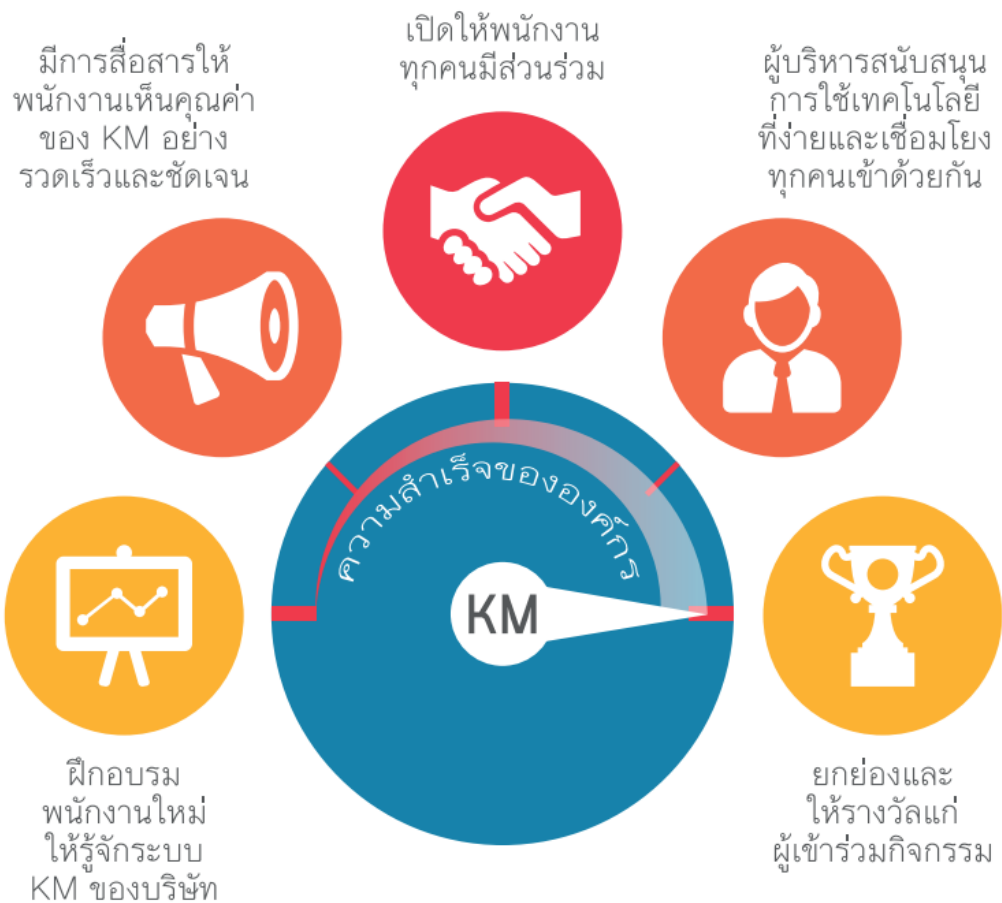 เปิดให้พนักงาน
ทุกคนมีส่วนร่วม
มีการสื่อสารให้
พนักงานเห็นคุณค่า
ของ KM อย่าง
รวดเร็วและชัดเจน
ผู้บริหารสนับสนุน
การใช้เทคโนโลยี
ที่ง่ายและเชื่อมโยง
ทุกคนเข้าด้วยกัน
ความสำเร็จขององค์กร
KM
ฝึกอบรม
พนักงานใหม่
ให้รู้จักระบบ
KM ของบริษัท
ยกย่องและ
ให้รางวัลแก่
ผู้เข้าร่วมกิจกรรม